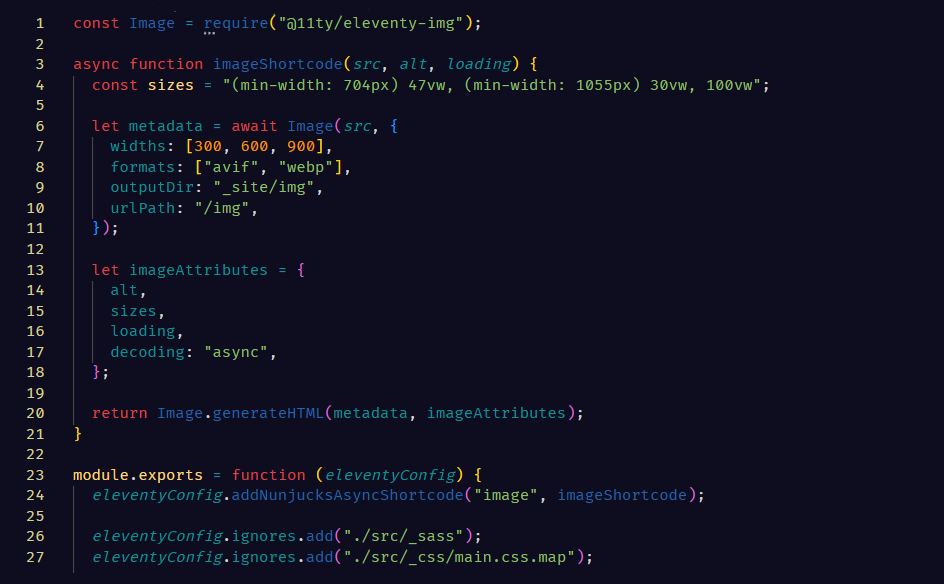 1 const Image = require("@11ty/eleventy-img");
2
3 async function imageShortcode(src, alt, loading) {
4   const sizes = "(min-width: 704px) 47vw, (min-width: 1055px) 30vw, 100vw";
5
6   let metadata = await Image(src, {
7     widths: [300, 600, 900],
8     formats: ["avif", "webp"],
9     outputDir: "_site/img",
10     urlPath: "/img",
11   });
12
13   let imageAttributes = {
14     alt,
15     sizes,
16     loading,
17     decoding: "async",
18   };
19
20   return Image.generateHTML(metadata, imageAttributes);
21 }
22
23 module.exports = function (eleventyConfig) {
24   eleventyConfig.addNunjucksAsyncShortcode("image", imageShortcode);
25
26   eleventyConfig.ignores.add("./src/_sass");
27   eleventyConfig.ignores.add("./src/_css/main.css.map");